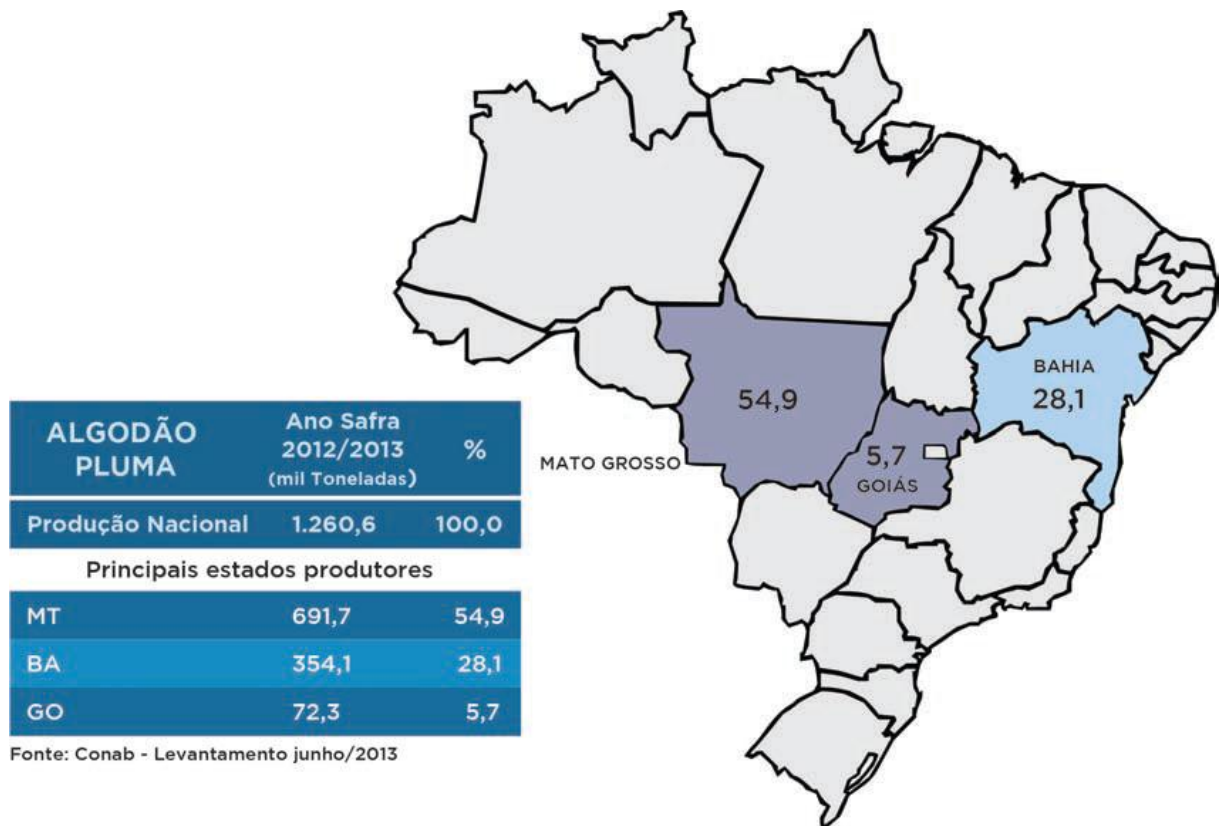 ALGODÃO
PLUMA
Ano Safra
2012/2013
(mil Toneladas)
%
Produção Nacional 1.260,6 100,0
Principais estados produtores
MT 691,7 54,9
BA 354,1 28,1
GO 72,3 5,7
Fonte: Conab - Levantamento junho/2013
MATO GROSSO
54,9
5,7
GOIÁS
BAHIA
28,1